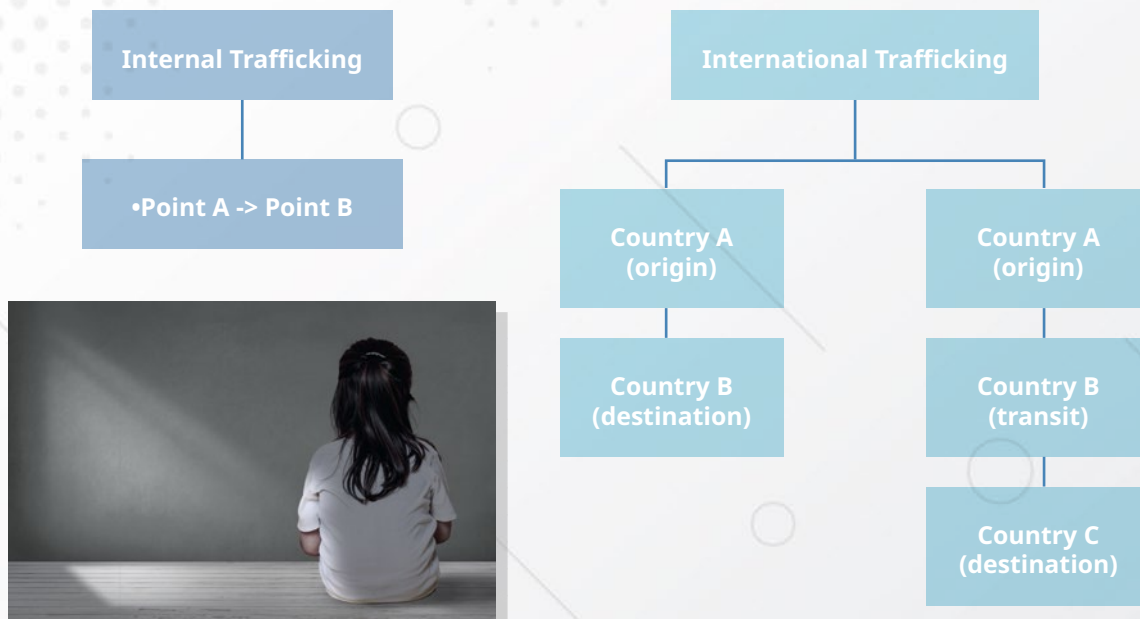 Internal Trafficking
•Point A -> Point B
International Trafficking
Country A
(origin)
Country B
(destination)
Country A
(origin)
Country B
(transit)
Country C
(destination)